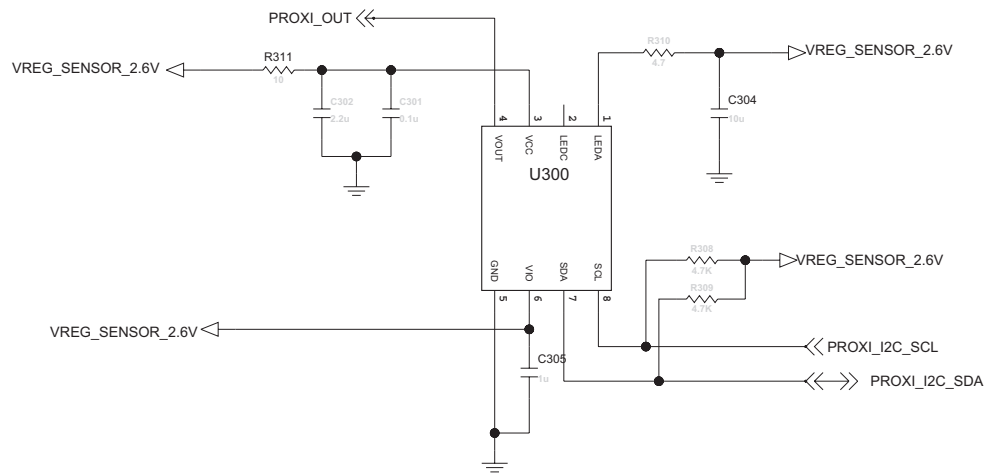 PROXI_OUT
VREG_SENSOR_2.6V
R311
10
C302
2.2u
C301
0.1u
R310
4.7
VREG_SENSOR_2.6V
C304
10u
4
3
2
1
VOUT
VCC
LEDC
LEDA
U300
GND
VIO
SDA
SCL
5
6
7
8
R308
4.7K
VREG_SENSOR_2.6V
R309
4.7K
VREG_SENSOR_2.6V
C305
1u
PROXI_I2C_SCL
PROXI_I2C_SDA